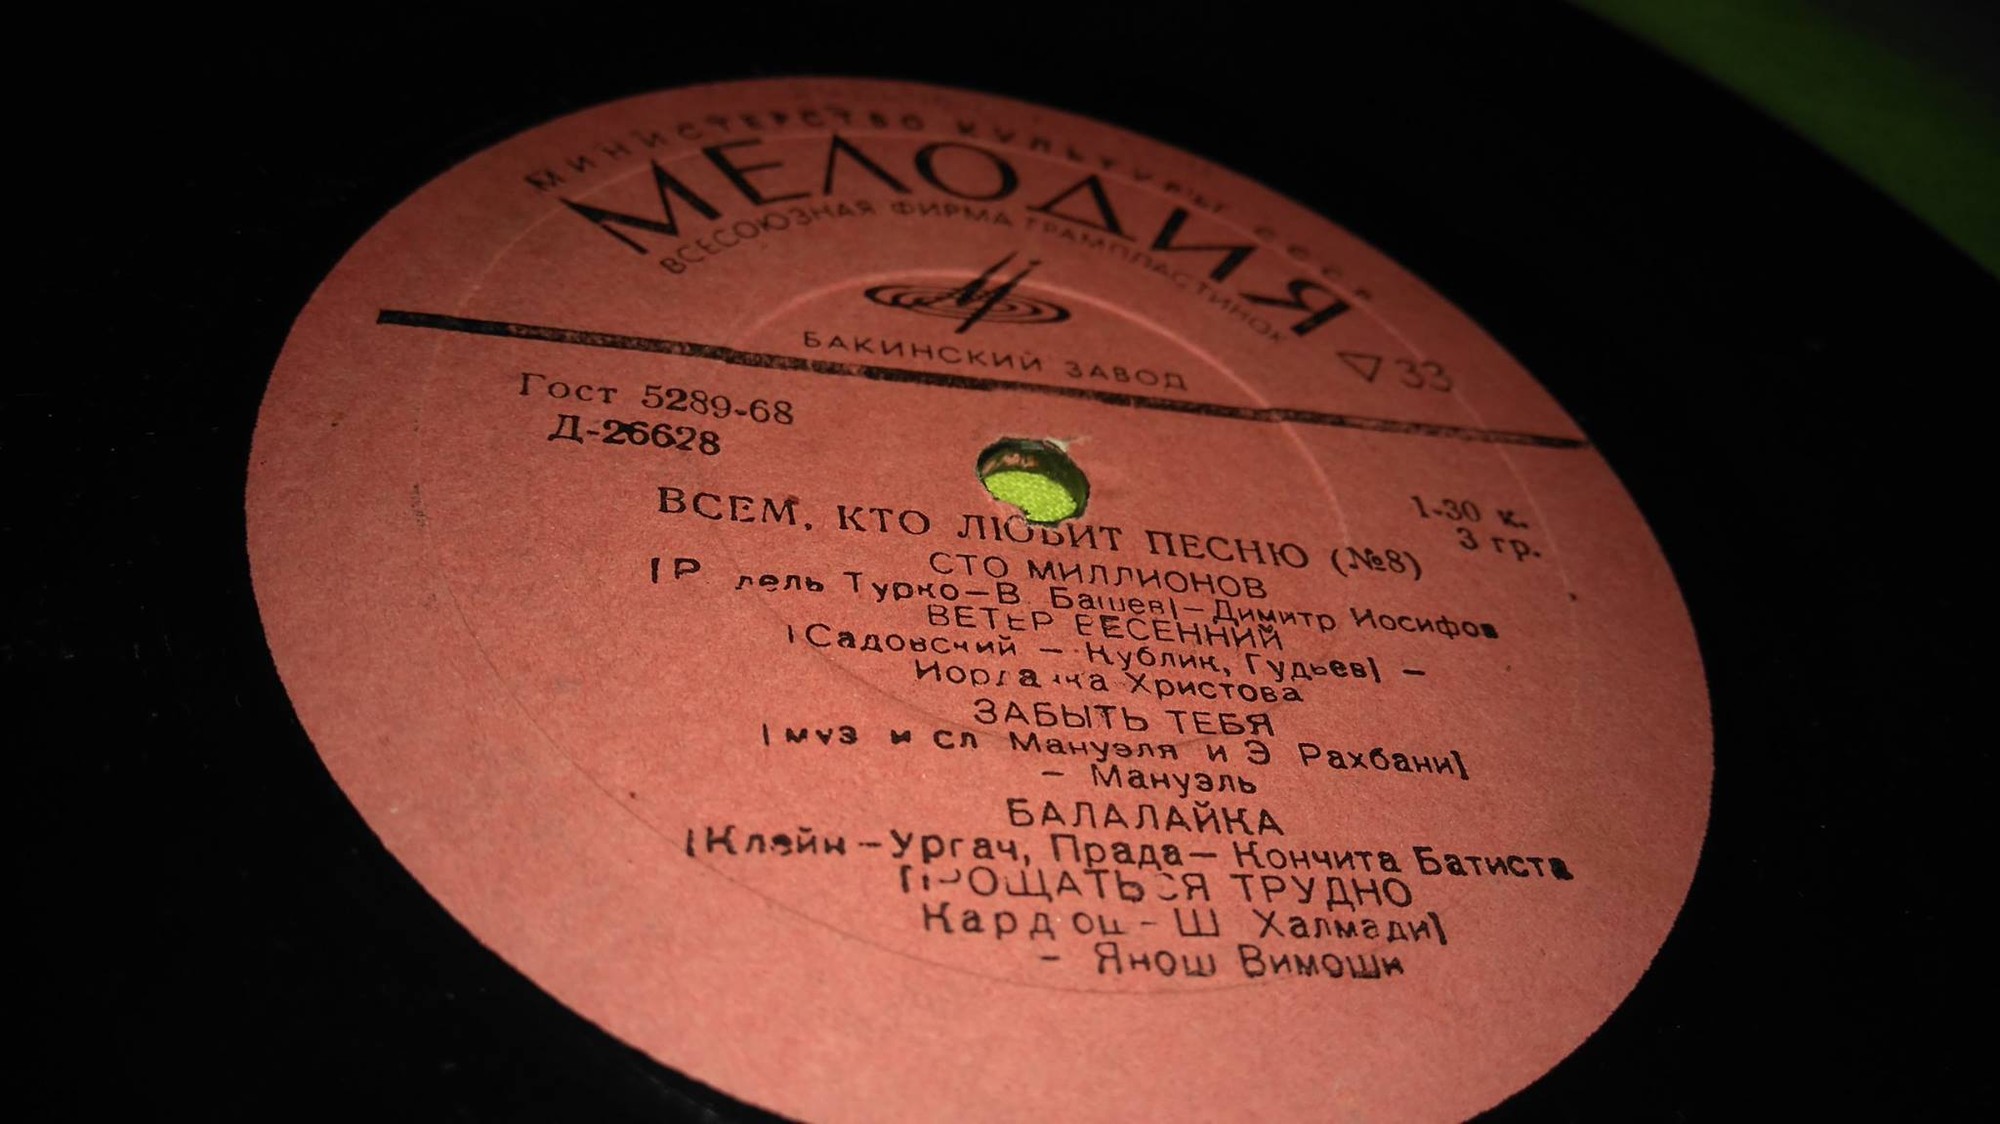 МИНИСТЕРСТВО КУЛЬТУРЫ СССР
МЕЛОДИЯ
ВСЕСОЮЗНАЯ ФИРМА ГРАМПЛАСТИНОК
БАКИНСКИЙ ЗАВОД
▽ 33
Гост 5289-68
Д-26628
1-30 к.
3 гр.
ВСЕМ, КТО ЛЮБИТ ПЕСНЮ (№8)
СТО МИЛЛИОНОВ
Турко — В. Башев) — Димитр Иосифов
ВЕТЕР ВЕСЕННИЙ
(Садовский — Кублик, Гудьев) —
Христова
ЗАБЫТЬ ТЕБЯ
(муз и сл Мануэля и Э Рахбани)
— Мануэль
БАЛАЛАЙКА
(Кляйн — Ургач, Прада — Кончита Батиста
ПРОЩАТЬСЯ ТРУДНО
— Ш Халмади)
— Янош Вимоши